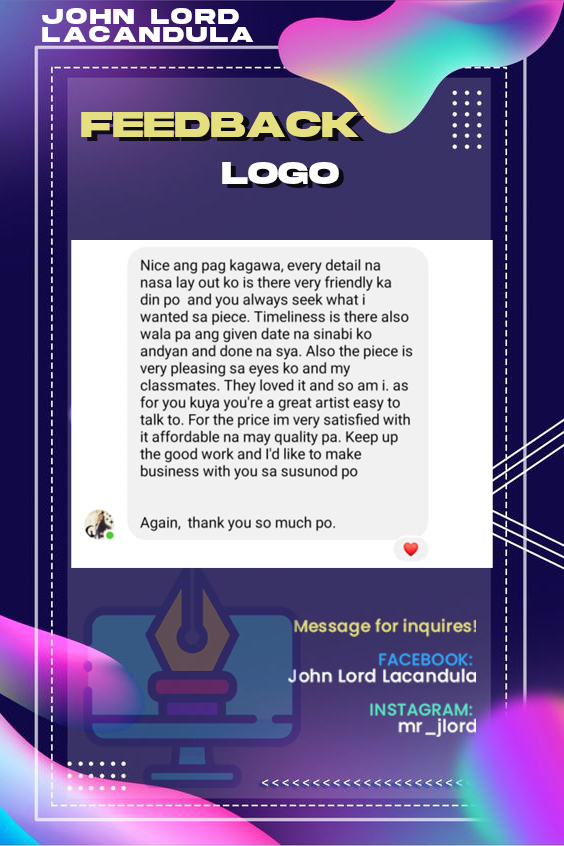 JOHN LORD
LACANDULA
FEEDBACK
LOGO
Nice ang pag kagawa, every detail na
nasa lay out ko is there very friendly ka
din po and you always seek what i
wanted sa piece. Timeliness is there also
wala pa ang given date na sinabi ko
andyan and done na sya. Also the piece is
very pleasing sa eyes ko and my
classmates. They loved it and so am i. as
for you kuya you're a great artist easy to
talk to. For the price im very satisfied with
it affordable na may quality pa. Keep up
the good work and I'd like to make
business with you sa susunod po
Again, thank you so much po.
Message for inquires!
FACEBOOK:
John Lord Lacandula
INSTAGRAM:
mr_jlord